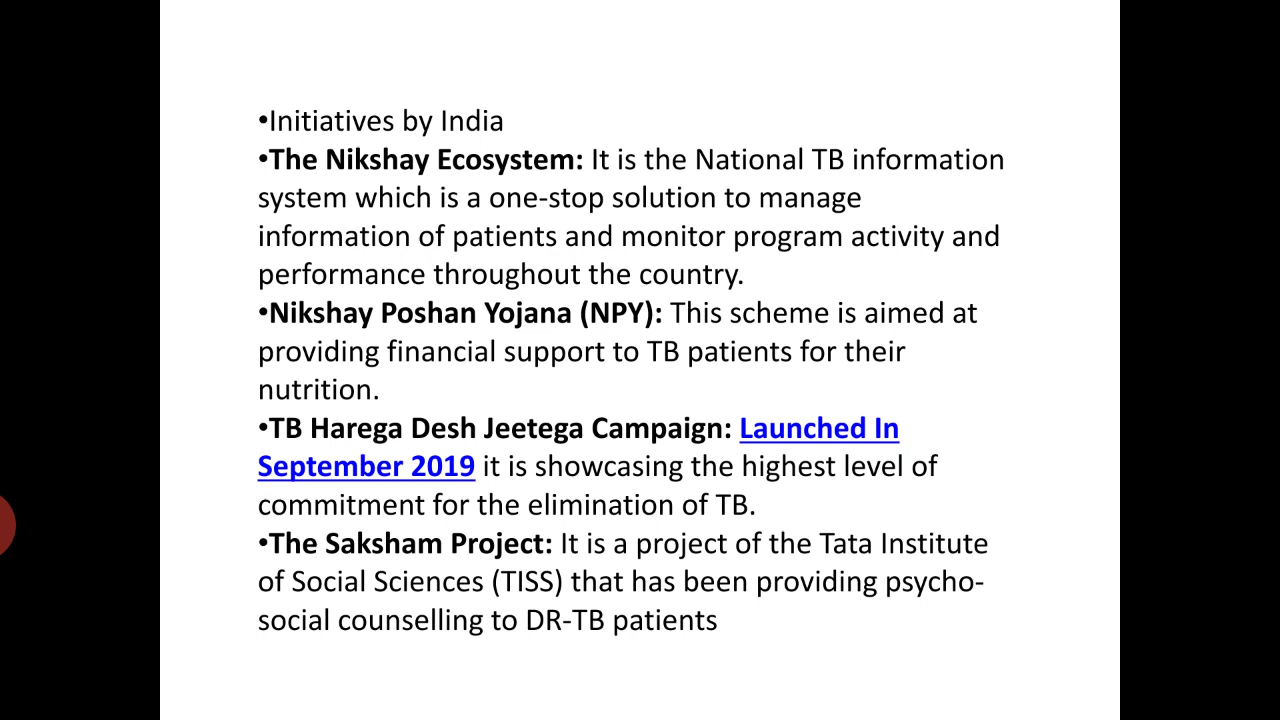 •Initiatives by India
•The Nikshay Ecosystem: It is the National TB information
system which is a one-stop solution to manage
information of patients and monitor program activity and
performance throughout the country.
•Nikshay Poshan Yojana (NPY): This scheme is aimed at
providing financial support to TB patients for their
nutrition.
•TB Harega Desh Jeetega Campaign: Launched In
September 2019 it is showcasing the highest level of
commitment for the elimination of TB.
•The Saksham Project: It is a project of the Tata Institute
of Social Sciences (TISS) that has been providing psycho-
social counselling to DR-TB patients